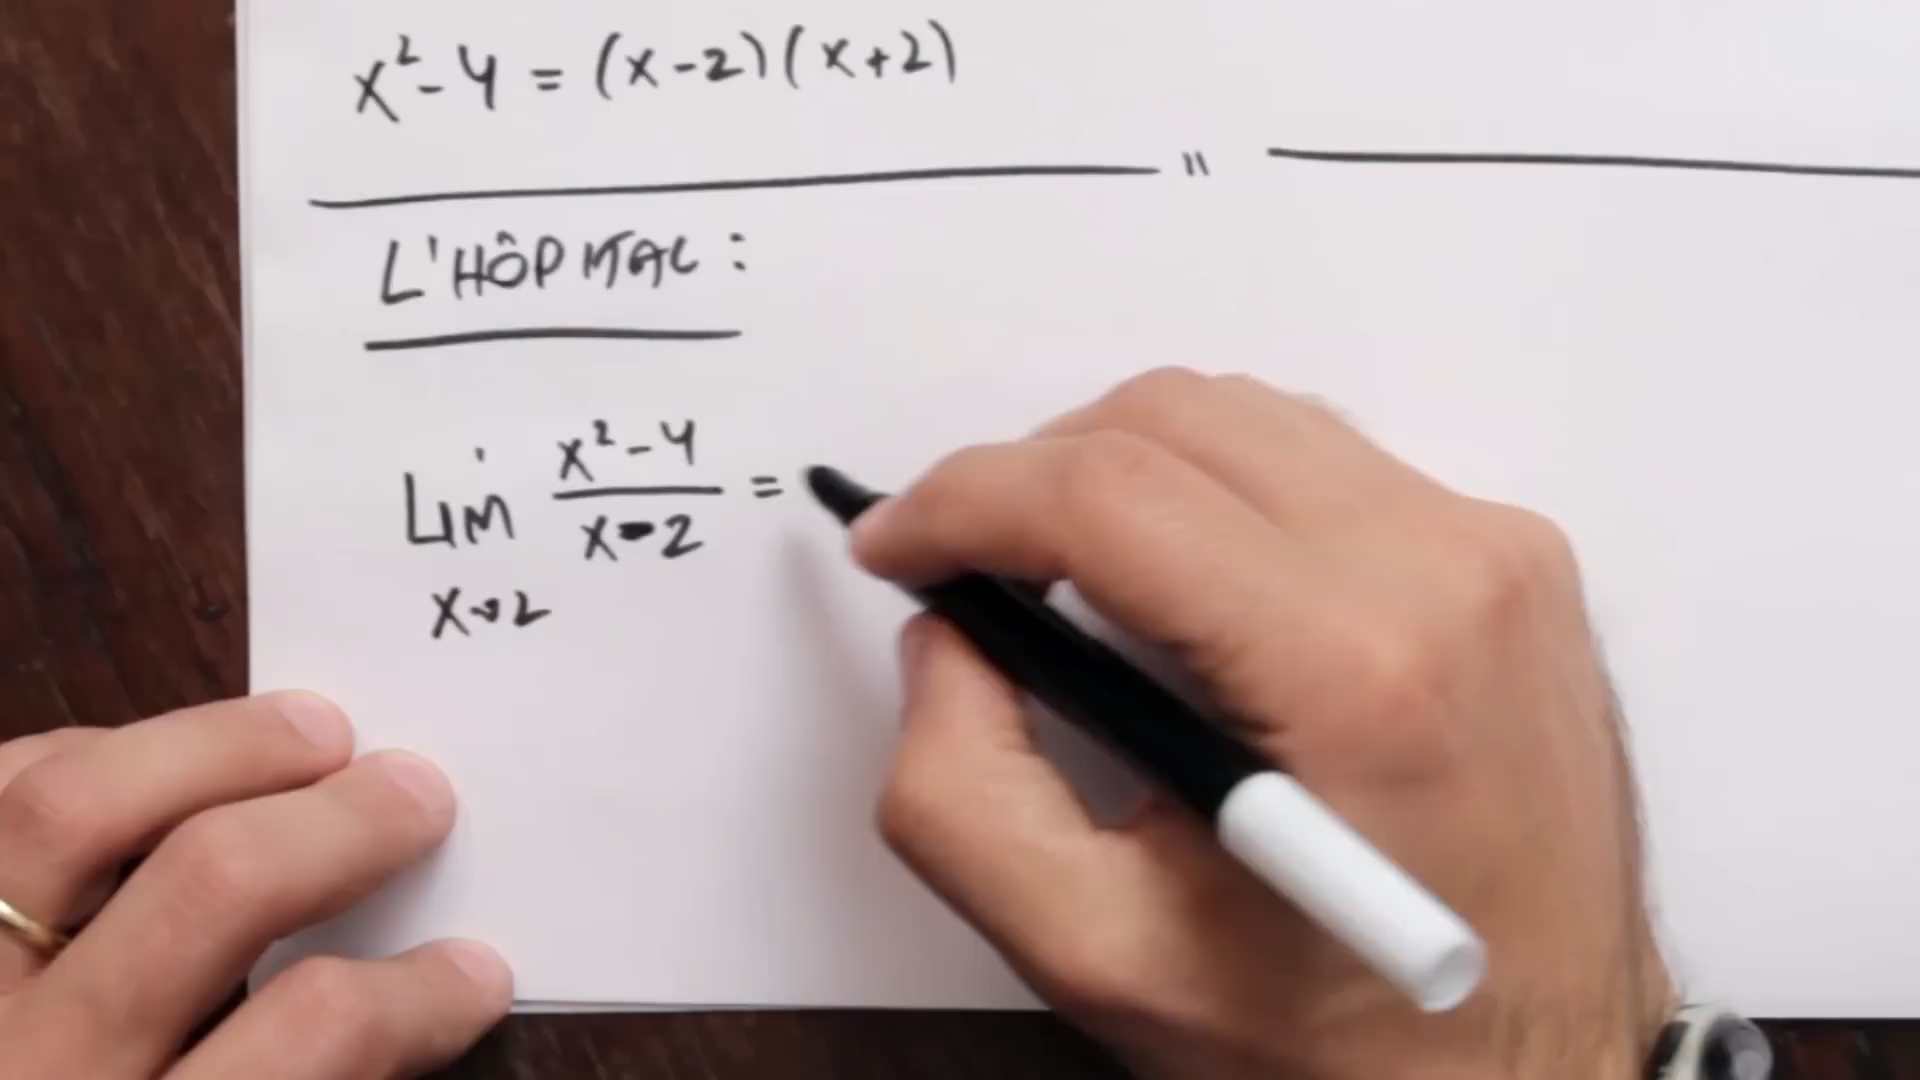 x²-4 = (x-2)(x+2)
"
L'HÔPITAL:
LIM x²-4 / x-2 =
x→2